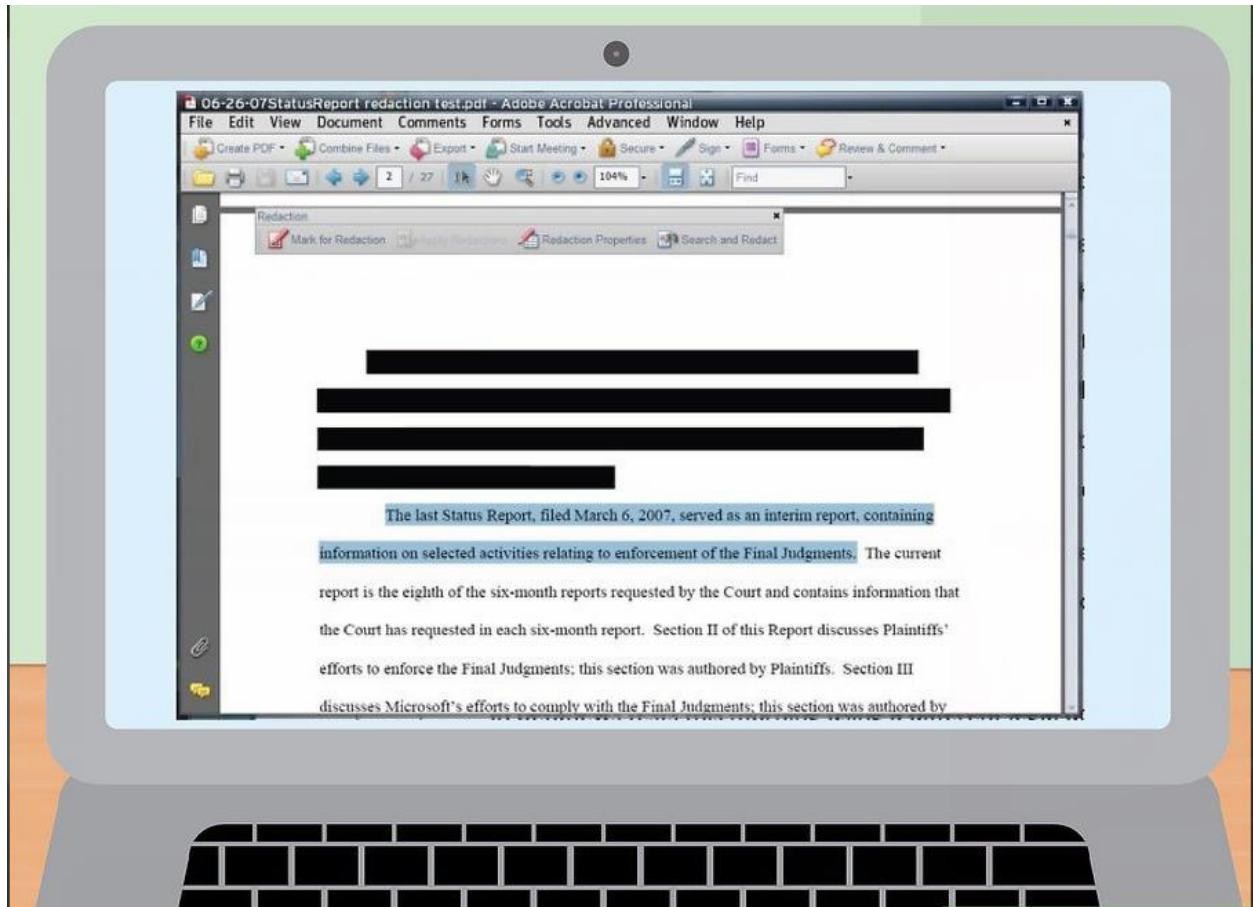 06-26-07StatusReport redaction test.pdf - Adobe Acrobat Professional
File Edit View Document Comments Forms Tools Advanced Window Help
Create PDF Combine Files Export Start Meeting Secure Sign Forms Review & Comment
2 / 27 104% Find
Redaction
Mark for Redaction Apply Redactions Redaction Properties Search and Redact
The last Status Report, filed March 6, 2007, served as an interim report, containing
information on selected activities relating to enforcement of the Final Judgments. The current
report is the eighth of the six-month reports requested by the Court and contains information that
the Court has requested in each six-month report. Section II of this Report discusses Plaintiffs'
efforts to enforce the Final Judgments; this section was authored by Plaintiffs. Section III
discusses Microsoft's efforts to comply with the Final Judgments; this section was authored by